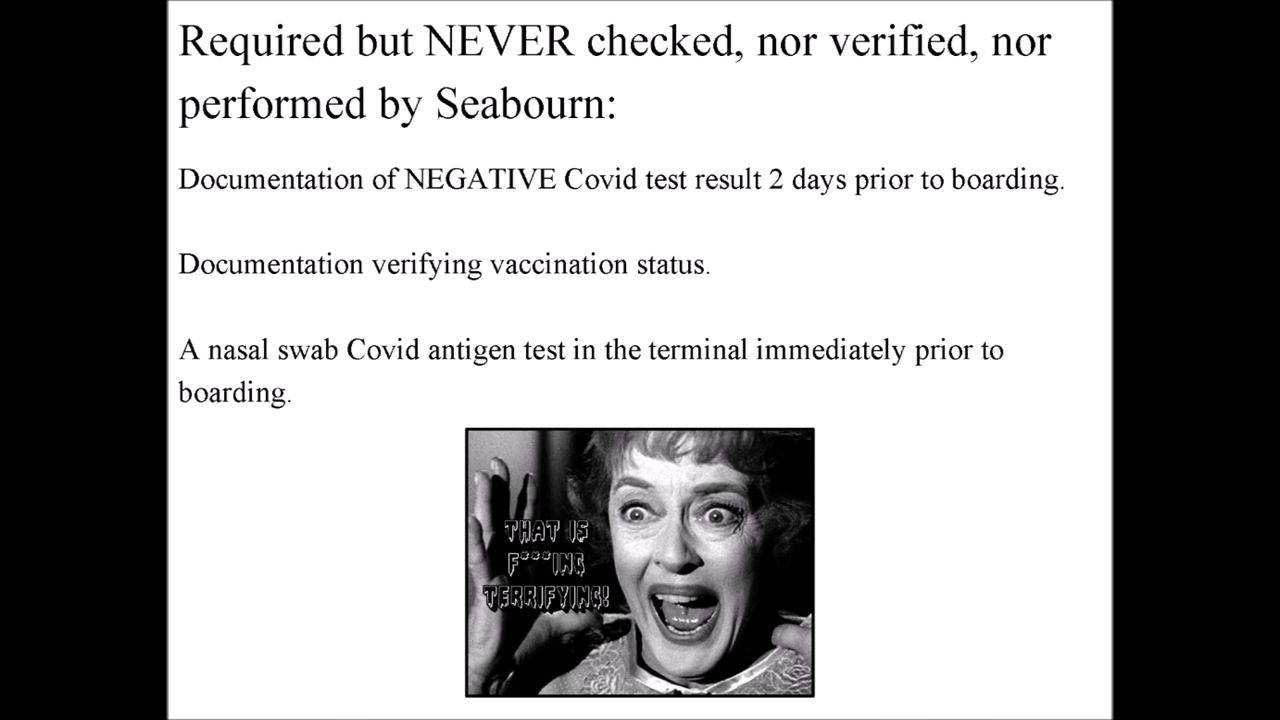 Required but NEVER checked, nor verified, nor
performed by Seabourn:
Documentation of NEGATIVE Covid test result 2 days prior to boarding.
Documentation verifying vaccination status.
A nasal swab Covid antigen test in the terminal immediately prior to
boarding.
THAT IS
F***ING
TERRIFYING!